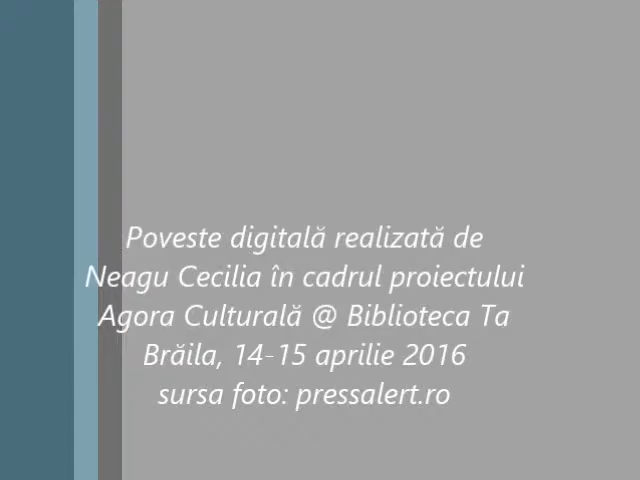 Poveste digitală realizată de
Neagu Cecilia în cadrul proiectului
Agora Culturală @ Biblioteca Ta
Brăila, 14-15 aprilie 2016
sursa foto: pressalert.ro